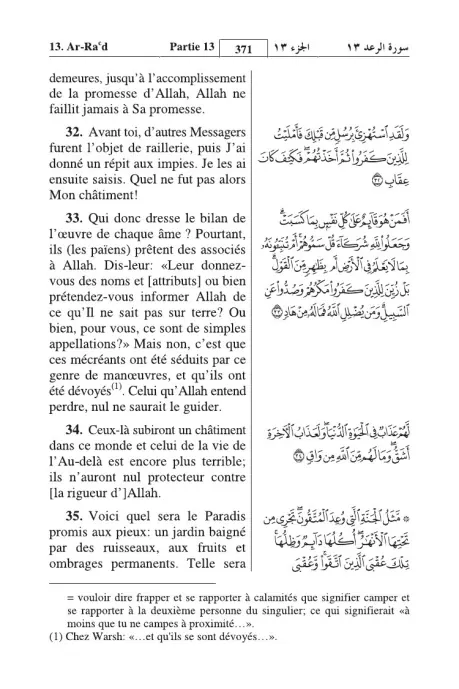 13. Ar-Raᶜd Partie 13 371 الجزء ١٣ سورة الرعد ١٣
demeures, jusqu'à l'accomplissement
de la promesse d'Allah, Allah ne
faillit jamais à Sa promesse.
32. Avant toi, d'autres Messagers
furent l'objet de raillerie, puis J'ai
donné un répit aux impies. Je les ai
ensuite saisis. Quel ne fut pas alors
Mon châtiment!
33. Qui donc dresse le bilan de
l'œuvre de chaque âme ? Pourtant,
ils (les païens) prêtent des associés
à Allah. Dis-leur: «Leur donnez-
vous des noms et [attributs] ou bien
prétendez-vous informer Allah de
ce qu'Il ne sait pas sur terre? Ou
bien, pour vous, ce sont de simples
appellations?» Mais non, c'est que
ces mécréants ont été séduits par ce
genre de manœuvres, et qu'ils ont
été dévoyés(1). Celui qu'Allah entend
perdre, nul ne saurait le guider.
34. Ceux-là subiront un châtiment
dans ce monde et celui de la vie de
l'Au-delà est encore plus terrible;
ils n'auront nul protecteur contre
[la rigueur d']Allah.
35. Voici quel sera le Paradis
promis aux pieux: un jardin baigné
par des ruisseaux, aux fruits et
ombrages permanents. Telle sera
وَلَقَدِ ٱسْتُهْزِئَ بِرُسُلٍ مِّن قَبْلِكَ فَأَمْلَيْتُ
لِلَّذِينَ كَفَرُوا۟ ثُمَّ أَخَذْتُهُمْ ۖ فَكَيْفَ كَانَ
عِقَابِ ٣٢
أَفَمَنْ هُوَ قَآئِمٌ عَلَىٰ كُلِّ نَفْسٍۭ بِمَا كَسَبَتْ ۗ
وَجَعَلُوا۟ لِلَّهِ شُرَكَآءَ قُلْ سَمُّوهُمْ ۚ أَمْ تُنَبِّـُٔونَهُۥ
بِمَا لَا يَعْلَمُ فِى ٱلْأَرْضِ أَم بِظَـٰهِرٍ مِّنَ ٱلْقَوْلِ ۗ
بَلْ زُيِّنَ لِلَّذِينَ كَفَرُوا۟ مَكْرُهُمْ وَصُدُّوا۟ عَنِ
ٱلسَّبِيلِ ۗ وَمَن يُضْلِلِ ٱللَّهُ فَمَا لَهُۥ مِنْ هَادٍ ٣٣
لَّهُمْ عَذَابٌ فِى ٱلْحَيَوٰةِ ٱلدُّنْيَا ۖ وَلَعَذَابُ ٱلْـَٔاخِرَةِ
أَشَقُّ ۖ وَمَا لَهُم مِّنَ ٱللَّهِ مِن وَاقٍ ٣٤
* مَّثَلُ ٱلْجَنَّةِ ٱلَّتِى وُعِدَ ٱلْمُتَّقُونَ ۖ تَجْرِى مِن
تَحْتِهَا ٱلْأَنْهَـٰرُ ۖ أُكُلُهَا دَآئِمٌ وَظِلُّهَا ۚ
تِلْكَ عُقْبَى ٱلَّذِينَ ٱتَّقَوا۟ ۖ وَّعُقْبَى
= vouloir dire frapper et se rapporter à calamités que signifier camper et
se rapporter à la deuxième personne du singulier; ce qui signifierait «à
moins que tu ne campes à proximité…».
(1) Chez Warsh: «…et qu'ils se sont dévoyés…».